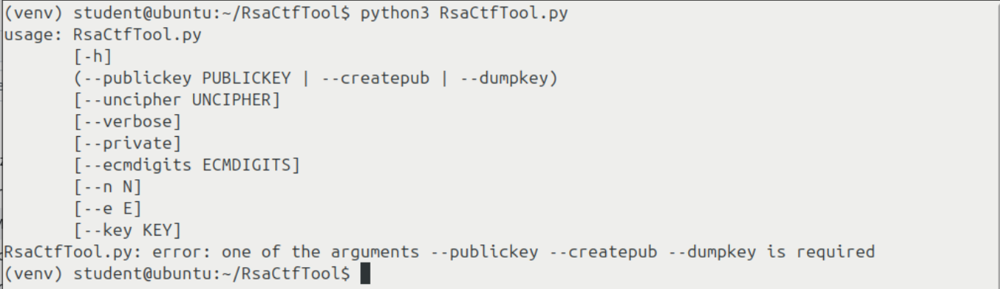 (venv) student@ubuntu:~/RsaCtfTool$ python3 RsaCtfTool.py
usage: RsaCtfTool.py
[-h]
(--publickey PUBLICKEY | --createpub | --dumpkey)
[--uncipher UNCIPHER]
[--verbose]
[--private]
[--ecmdigits ECMDIGITS]
[--n N]
[--e E]
[--key KEY]
RsaCtfTool.py: error: one of the arguments --publickey --createpub --dumpkey is required
(venv) student@ubuntu:~/RsaCtfTool$